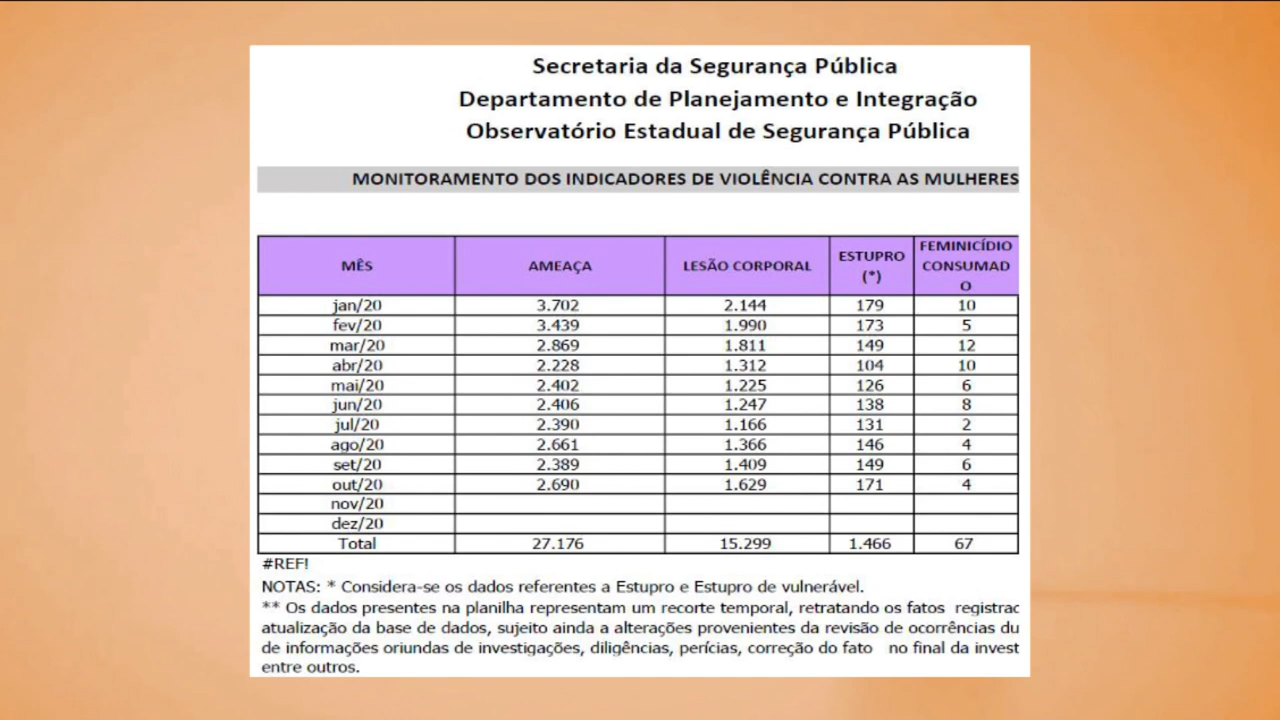 Secretaria da Segurança Pública
Departamento de Planejamento e Integração
Observatório Estadual de Segurança Pública
MONITORAMENTO DOS INDICADORES DE VIOLÊNCIA CONTRA AS MULHERES
MÊS AMEAÇA LESÃO CORPORAL ESTUPRO (*) FEMINICÍDIO CONSUMAD O
jan/20 3.702 2.144 179 10
fev/20 3.439 1.990 173 5
mar/20 2.869 1.811 149 12
abr/20 2.228 1.312 104 10
mai/20 2.402 1.225 126 6
jun/20 2.406 1.247 138 8
jul/20 2.390 1.166 131 2
ago/20 2.661 1.366 146 4
set/20 2.389 1.409 149 6
out/20 2.690 1.629 171 4
nov/20
dez/20
Total 27.176 15.299 1.466 67
#REF!
NOTAS: * Considera-se os dados referentes a Estupro e Estupro de vulnerável.
** Os dados presentes na planilha representam um recorte temporal, retratando os fatos registrac
atualização da base de dados, sujeito ainda a alterações provenientes da revisão de ocorrências du
de informações oriundas de investigações, diligências, perícias, correção do fato no final da invest
entre outros.